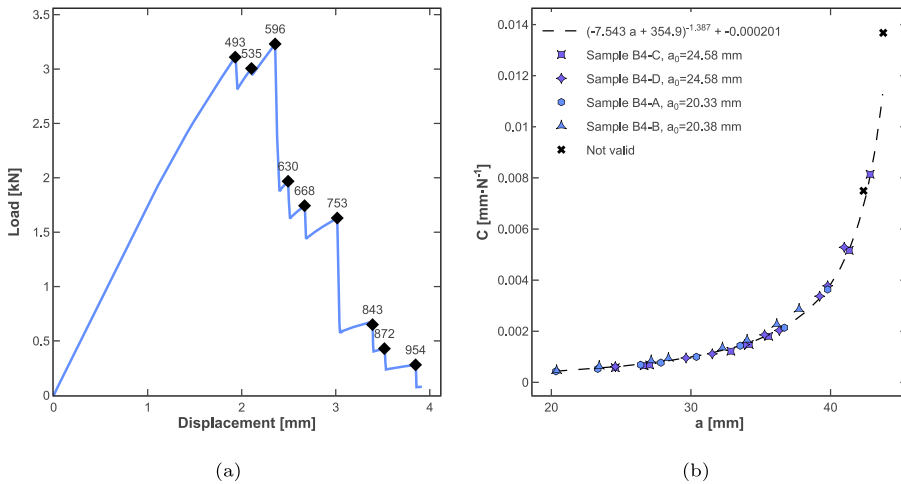 3.5
3
2.5
2
1.5
1
0.5
0
Load [kN]
493
535
596
630
668
753
843
872
954
0
1
2
3
4
Displacement [mm]
(a)
0.014
0.012
0.01
0.008
0.006
0.004
0.002
0
C [mm·N⁻¹]
(-7.543 a + 354.9)⁻¹·³⁸⁷ + -0.000201
Sample B4-C, a₀=24.58 mm
Sample B4-D, a₀=24.58 mm
Sample B4-A, a₀=20.33 mm
Sample B4-B, a₀=20.38 mm
Not valid
20
30
40
a [mm]
(b)